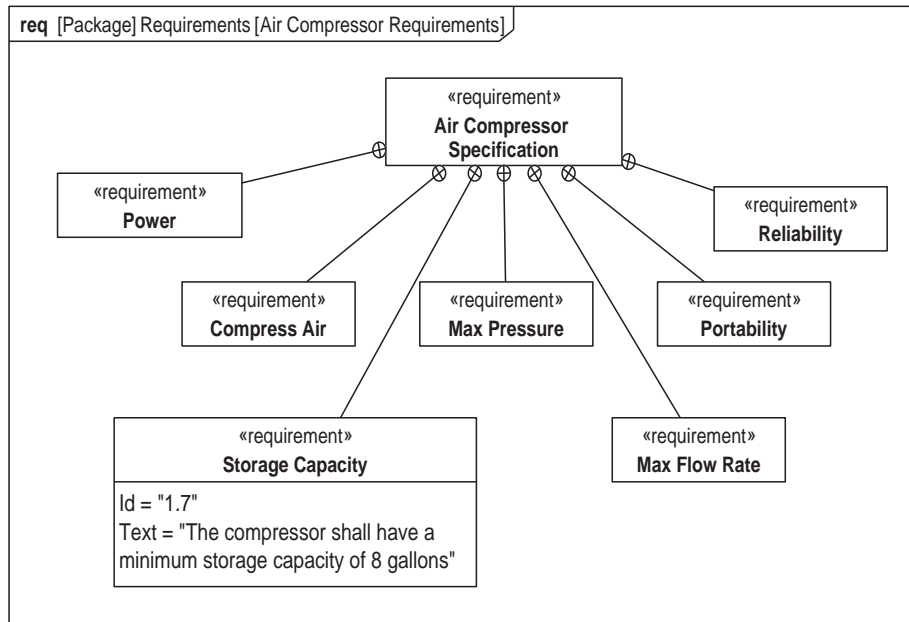 req [Package] Requirements [Air Compressor Requirements]
«requirement»
Air Compressor
Specification
«requirement»
Power
«requirement»
Reliability
«requirement»
Compress Air
«requirement»
Max Pressure
«requirement»
Portability
«requirement»
Storage Capacity
Id = "1.7"
Text = "The compressor shall have a
minimum storage capacity of 8 gallons"
«requirement»
Max Flow Rate